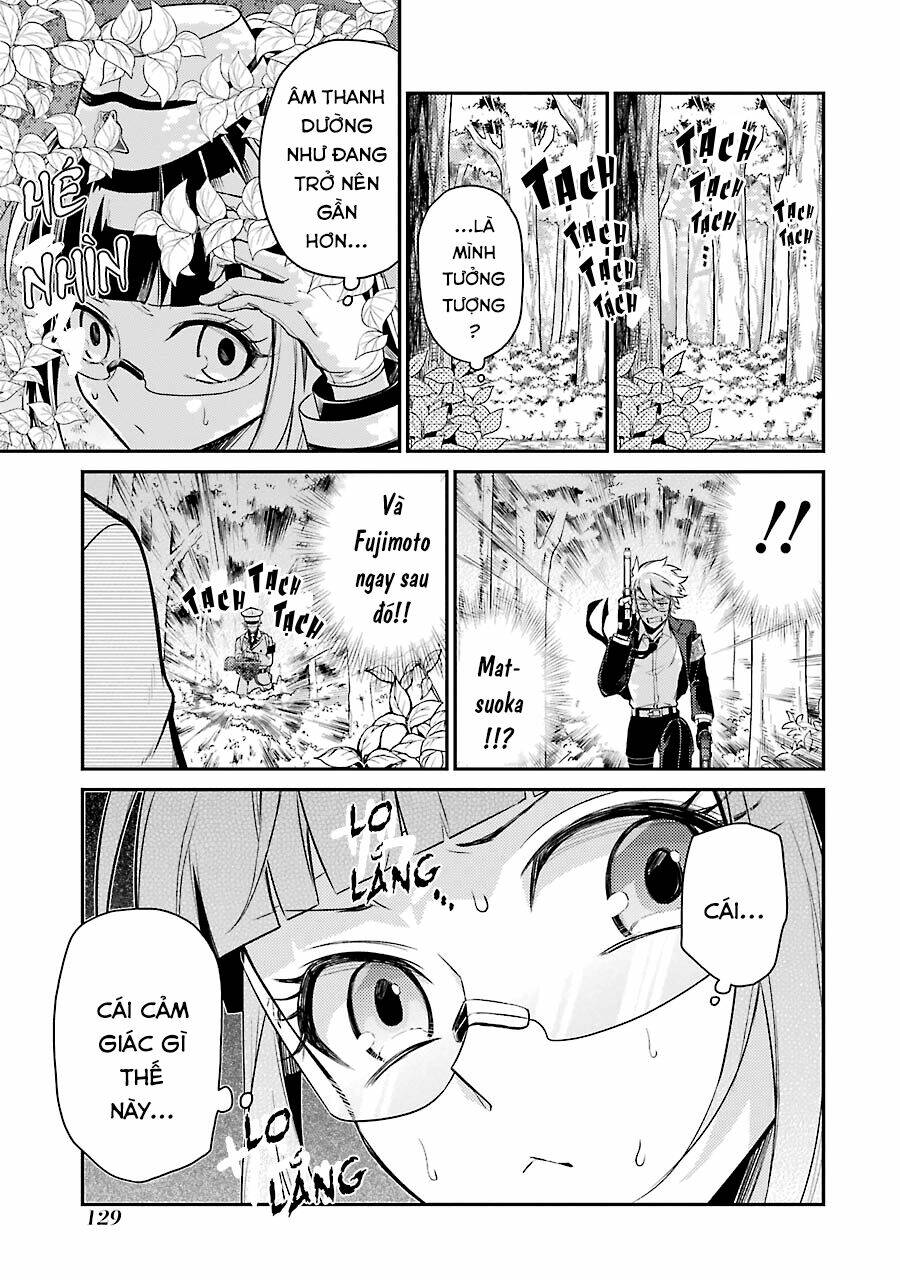 TẠCH
TẠCH
TẠCH
...
TẠCH
TẠCH
TẠCH
TẠCH
TẠCH
TẠCH
...LÀ
MÌNH
TƯỞNG
TƯỢNG
?
ÂM THANH
DƯỜNG
NHƯ ĐANG
TRỞ NÊN
GẦN
HƠN...
HÉ
NHÌN
!!
Mat-
suoka
!!?
Và
Fujimoto
ngay sau
đó!!
TẠCH
TẠCH
TẠCH
LO
LẮNG...
CÁI...
CÁI CẢM
GIÁC GÌ
THẾ
NÀY...
LO
LẮNG
129